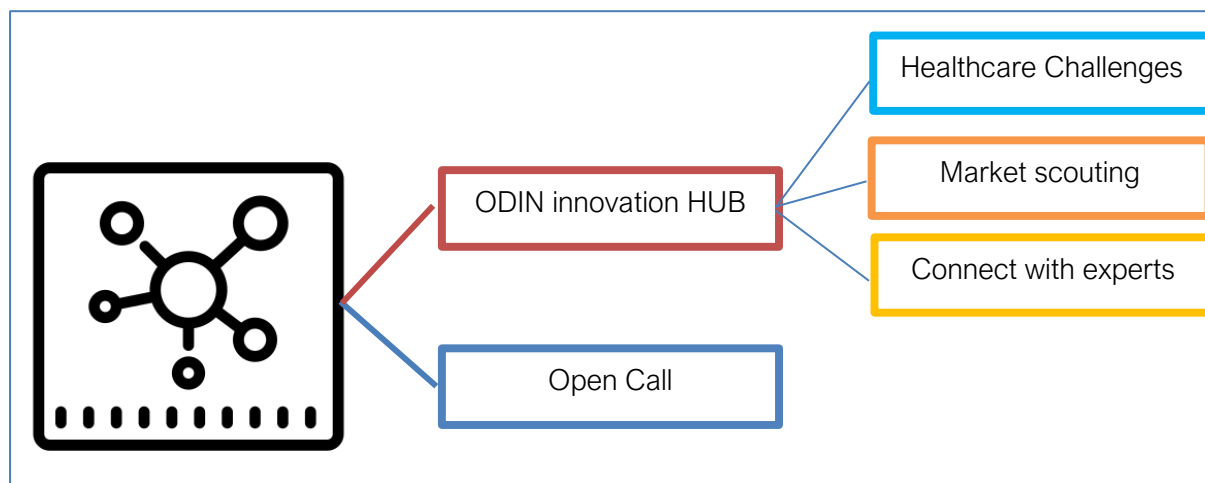 Healthcare Challenges
ODIN innovation HUB
Market scouting
Connect with experts
Open Call